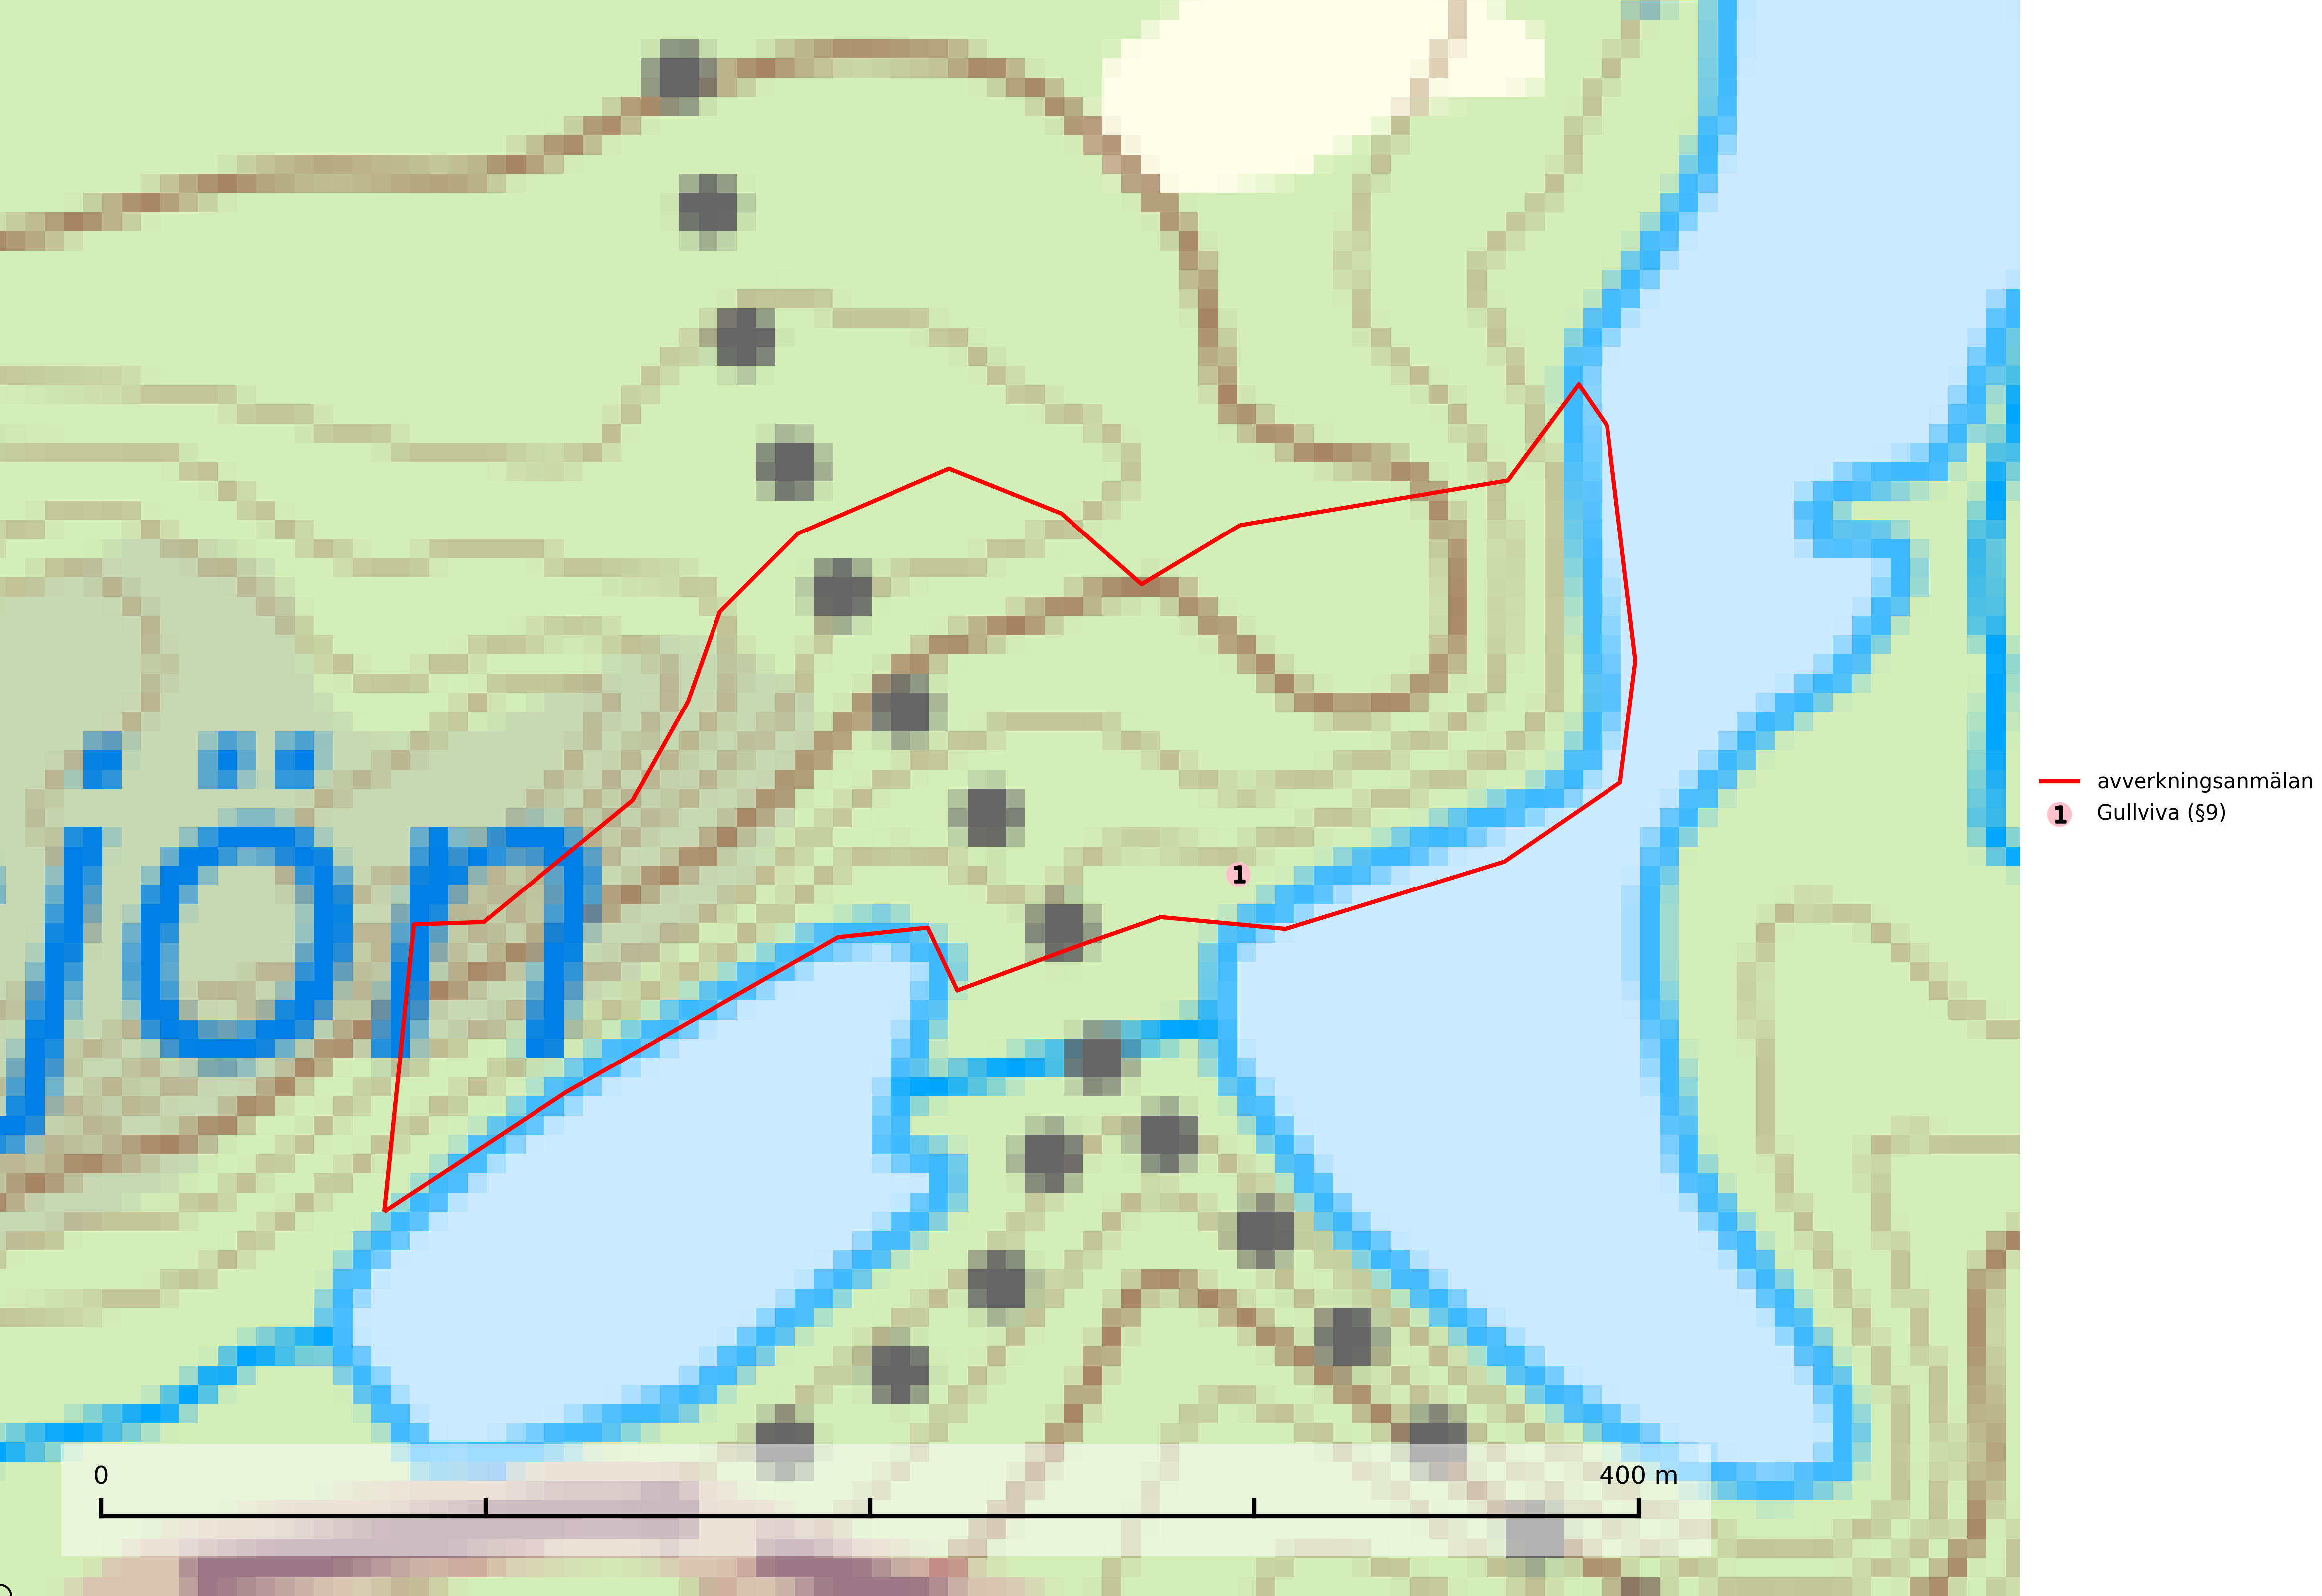 avverkningsanmälan
1 Gullviva (§9)
1
0 400 m